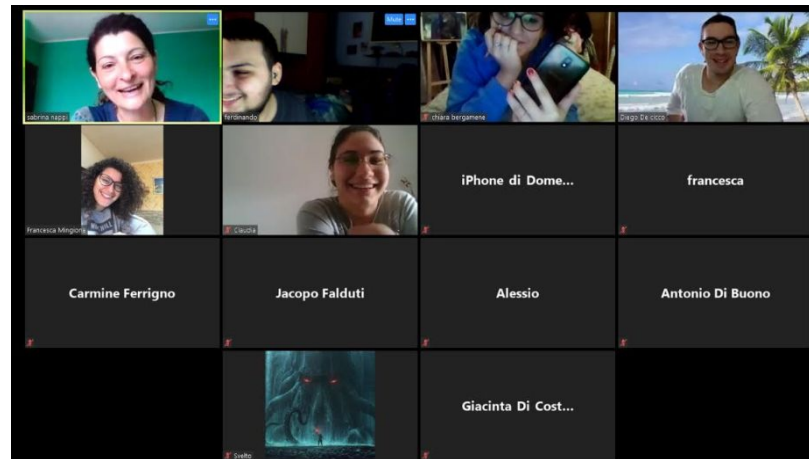 Mute
sabrina nappi
ferdinando
chiara bergamene
Diago De cicco
Francesca Mingione
Claudia
iPhone di Dome...
francesca
Carmine Ferrigno
Jacopo Falduti
Alessio
Antonio Di Buono
Svelto
Giacinta Di Cost...